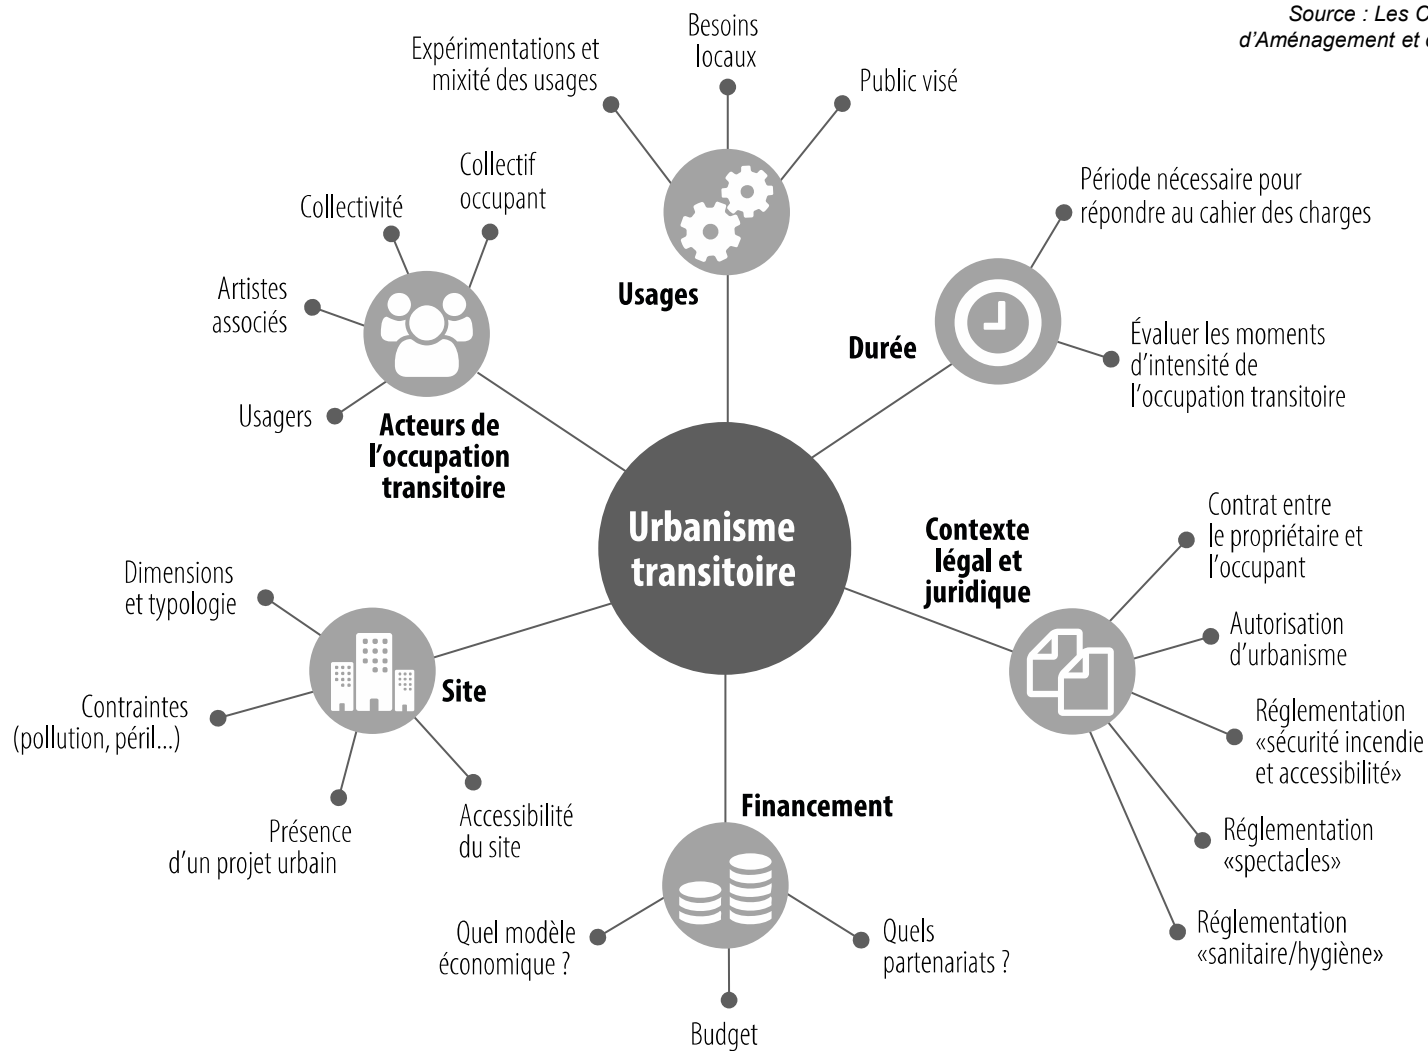 Source : Les
d’Aménagement et
Besoins
locaux
Expérimentations et
mixité des usages
Public visé
Usages
Collectif
occupant
Collectivité
Artistes
associés
Usagers
Acteurs de
l’occupation
transitoire
Période nécessaire pour
répondre au cahier des charges
Durée
Évaluer les moments
d’intensité de
l’occupation transitoire
Urbanisme
transitoire
Contexte
légal et
juridique
Contrat entre
le propriétaire et
l’occupant
Autorisation
d’urbanisme
Réglementation
«sécurité incendie
et accessibilité»
Réglementation
«spectacles»
Réglementation
«sanitaire/hygiène»
Dimensions
et typologie
Site
Contraintes
(pollution, péril...)
Présence
d’un projet urbain
Accessibilité
du site
Financement
Quel modèle
économique ?
Quels
partenariats ?
Budget